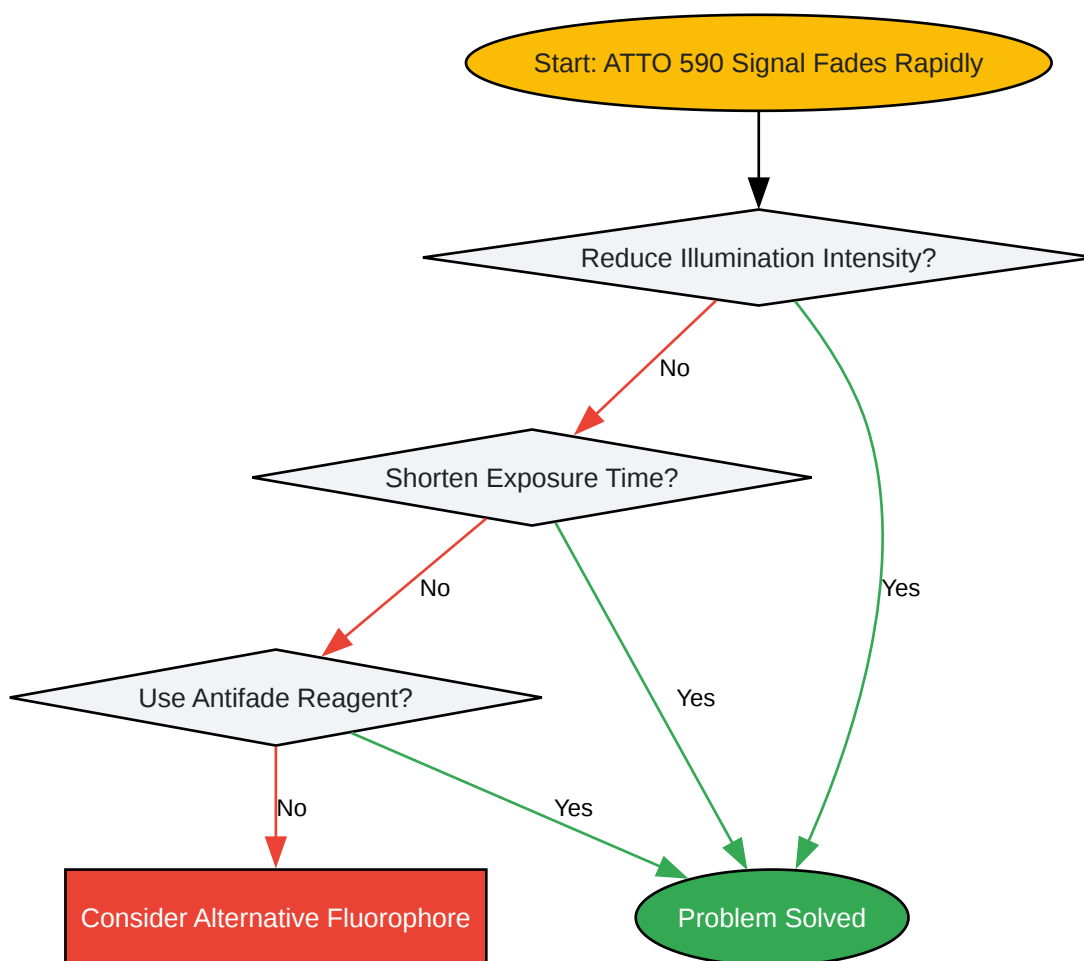 Start: ATTO 590 Signal Fades Rapidly
Reduce Illumination Intensity?
No
Shorten Exposure Time?
No
Yes
Use Antifade Reagent?
Yes
No
Yes
Consider Alternative Fluorophore
Problem Solved